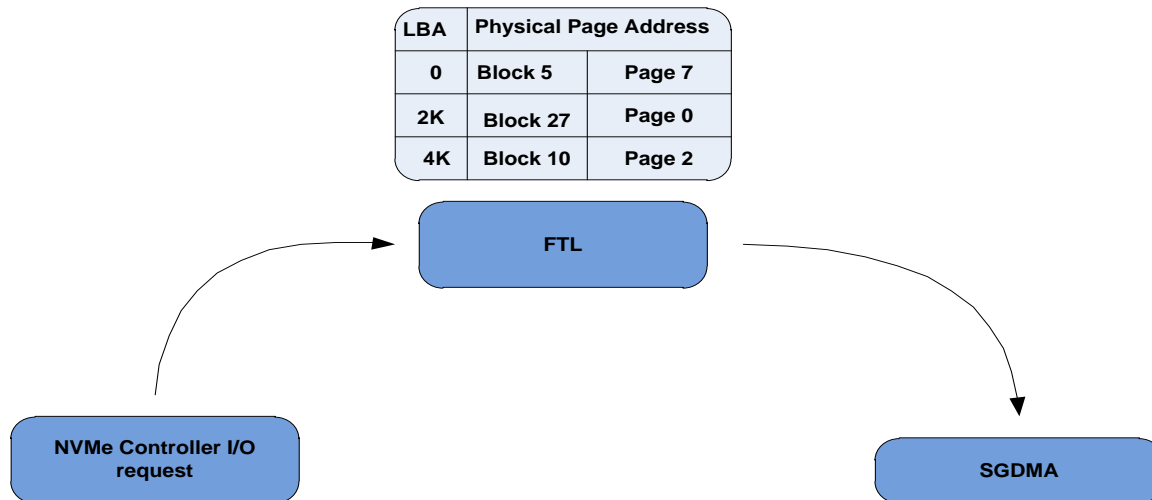 LBA Physical Page Address
0 Block 5 Page 7
2K Block 27 Page 0
4K Block 10 Page 2
FTL
NVMe Controller I/O
request
SGDMA